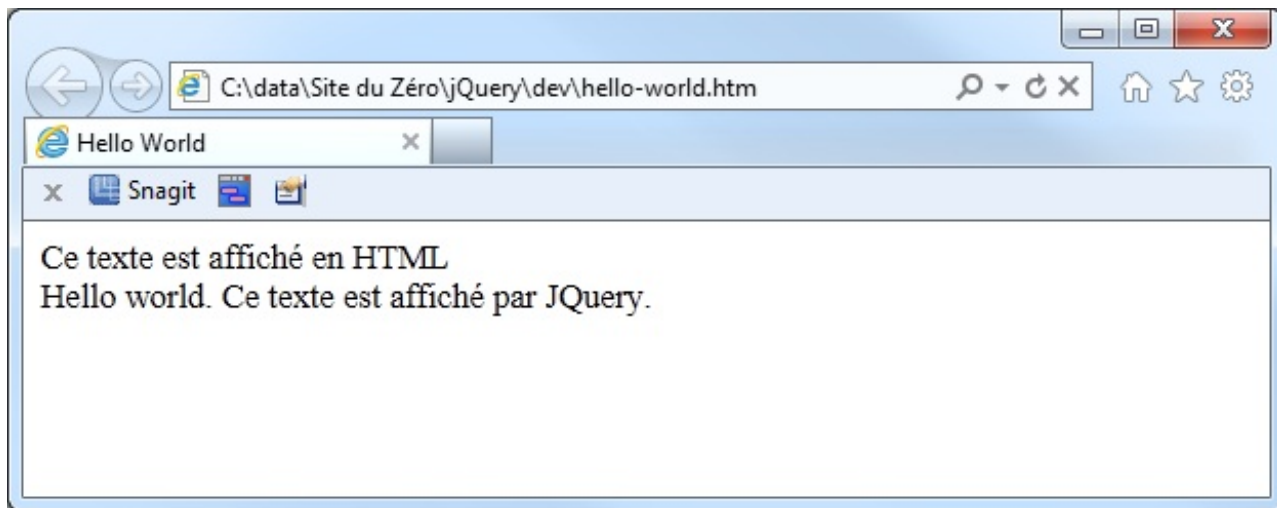 C:\data\Site du Zéro\jQuery\dev\hello-world.htm
Hello World
Snagit
Ce texte est affiché en HTML
Hello world. Ce texte est affiché par JQuery.